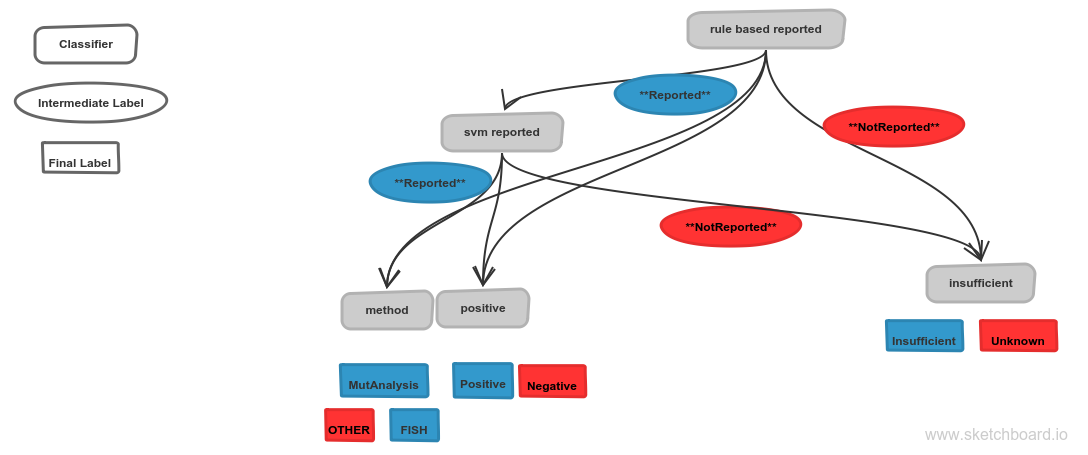 Classifier
Intermediate Label
Final Label
rule based reported
**Reported**
svm reported
**NotReported**
**Reported**
**NotReported**
method
positive
insufficient
Insufficient
Unknown
MutAnalysis
Positive
Negative
OTHER
FISH
www.sketchboard.io